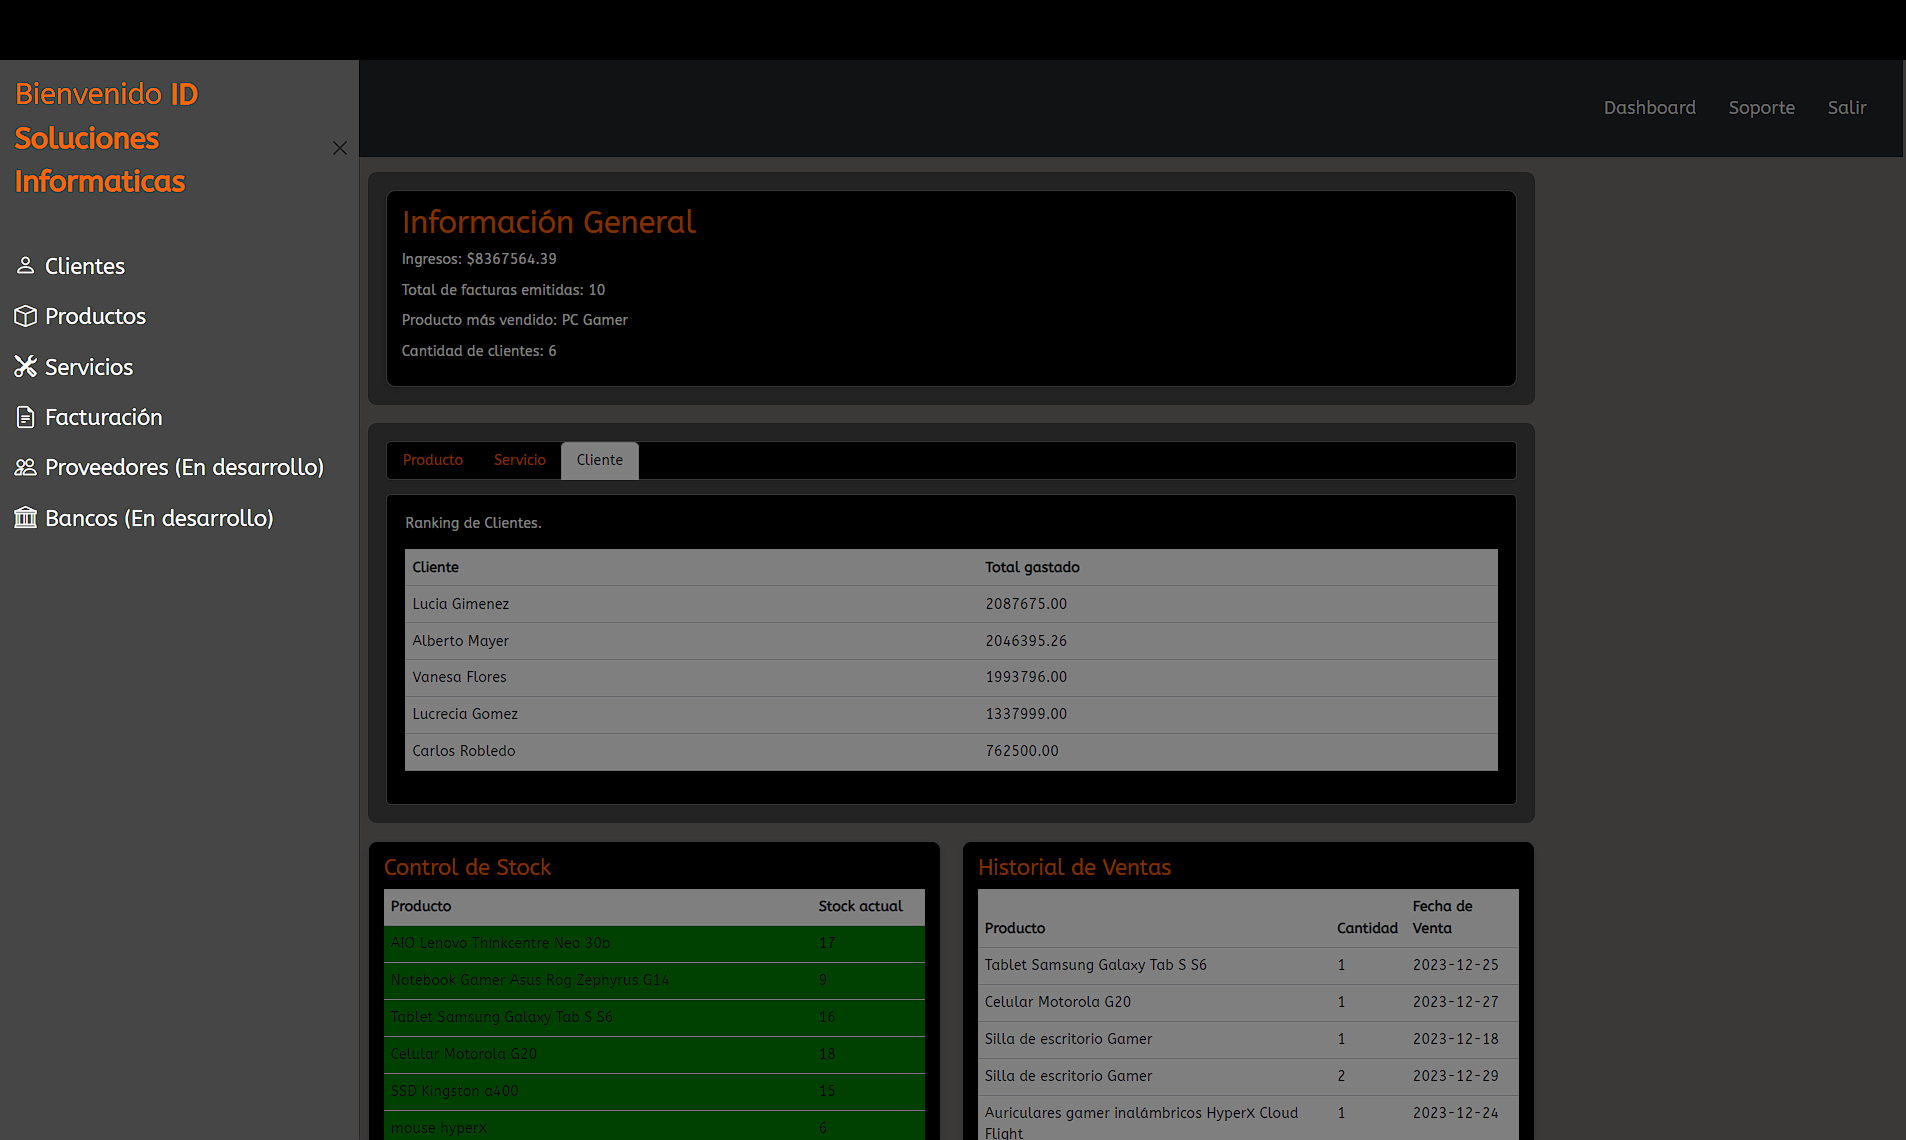 Bienvenido ID
Soluciones
Informaticas
Clientes
Productos
Servicios
Facturación
Proveedores (En desarrollo)
Bancos (En desarrollo)
Dashboard Soporte Salir
Información General
Ingresos: $8367564.39
Total de facturas emitidas: 10
Producto más vendido: PC Gamer
Cantidad de clientes: 6
Producto Servicio Cliente
Ranking de Clientes.
Cliente Total gastado
Lucia Gimenez 2087675.00
Alberto Mayer 2046395.26
Vanesa Flores 1993796.00
Lucrecia Gomez 1337999.00
Carlos Robledo 762500.00
Control de Stock
Producto Stock actual
AIO Lenovo Thinkcentre Neo 30b 17
Notebook Gamer Asus Rog Zephyrus G14 9
Tablet Samsung Galaxy Tab S S6 16
Celular Motorola G20 18
SSD Kingston a400 15
mouse hyperX 6
Historial de Ventas
Producto Cantidad Fecha de
Venta
Tablet Samsung Galaxy Tab S S6 1 2023-12-25
Celular Motorola G20 1 2023-12-27
Silla de escritorio Gamer 1 2023-12-18
Silla de escritorio Gamer 2 2023-12-29
Auriculares gamer inalámbricos HyperX Cloud 1 2023-12-24
Flight